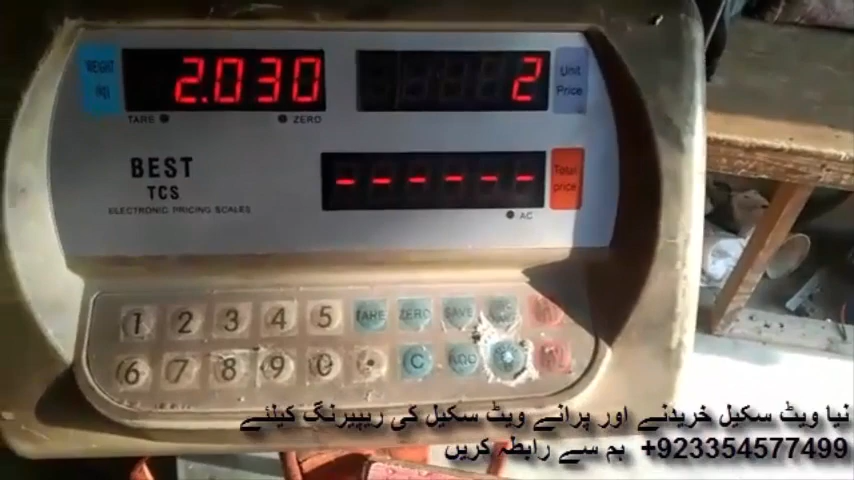 WEIGHT
2.030
2
Unit
Price
TARE ZERO
BEST
TCS
ELECTRONIC PRICING SCALES
------
Total
price
AC
1 2 3 4 5 TARE ZERO SAVE
6 7 8 9 0 . C ADD
نیا ویٹ سکیل خریدنے اور پرانے ویٹ سکیل کی ریپیرنگ کیلئے
ہم سے رابطہ کریں +923354577499